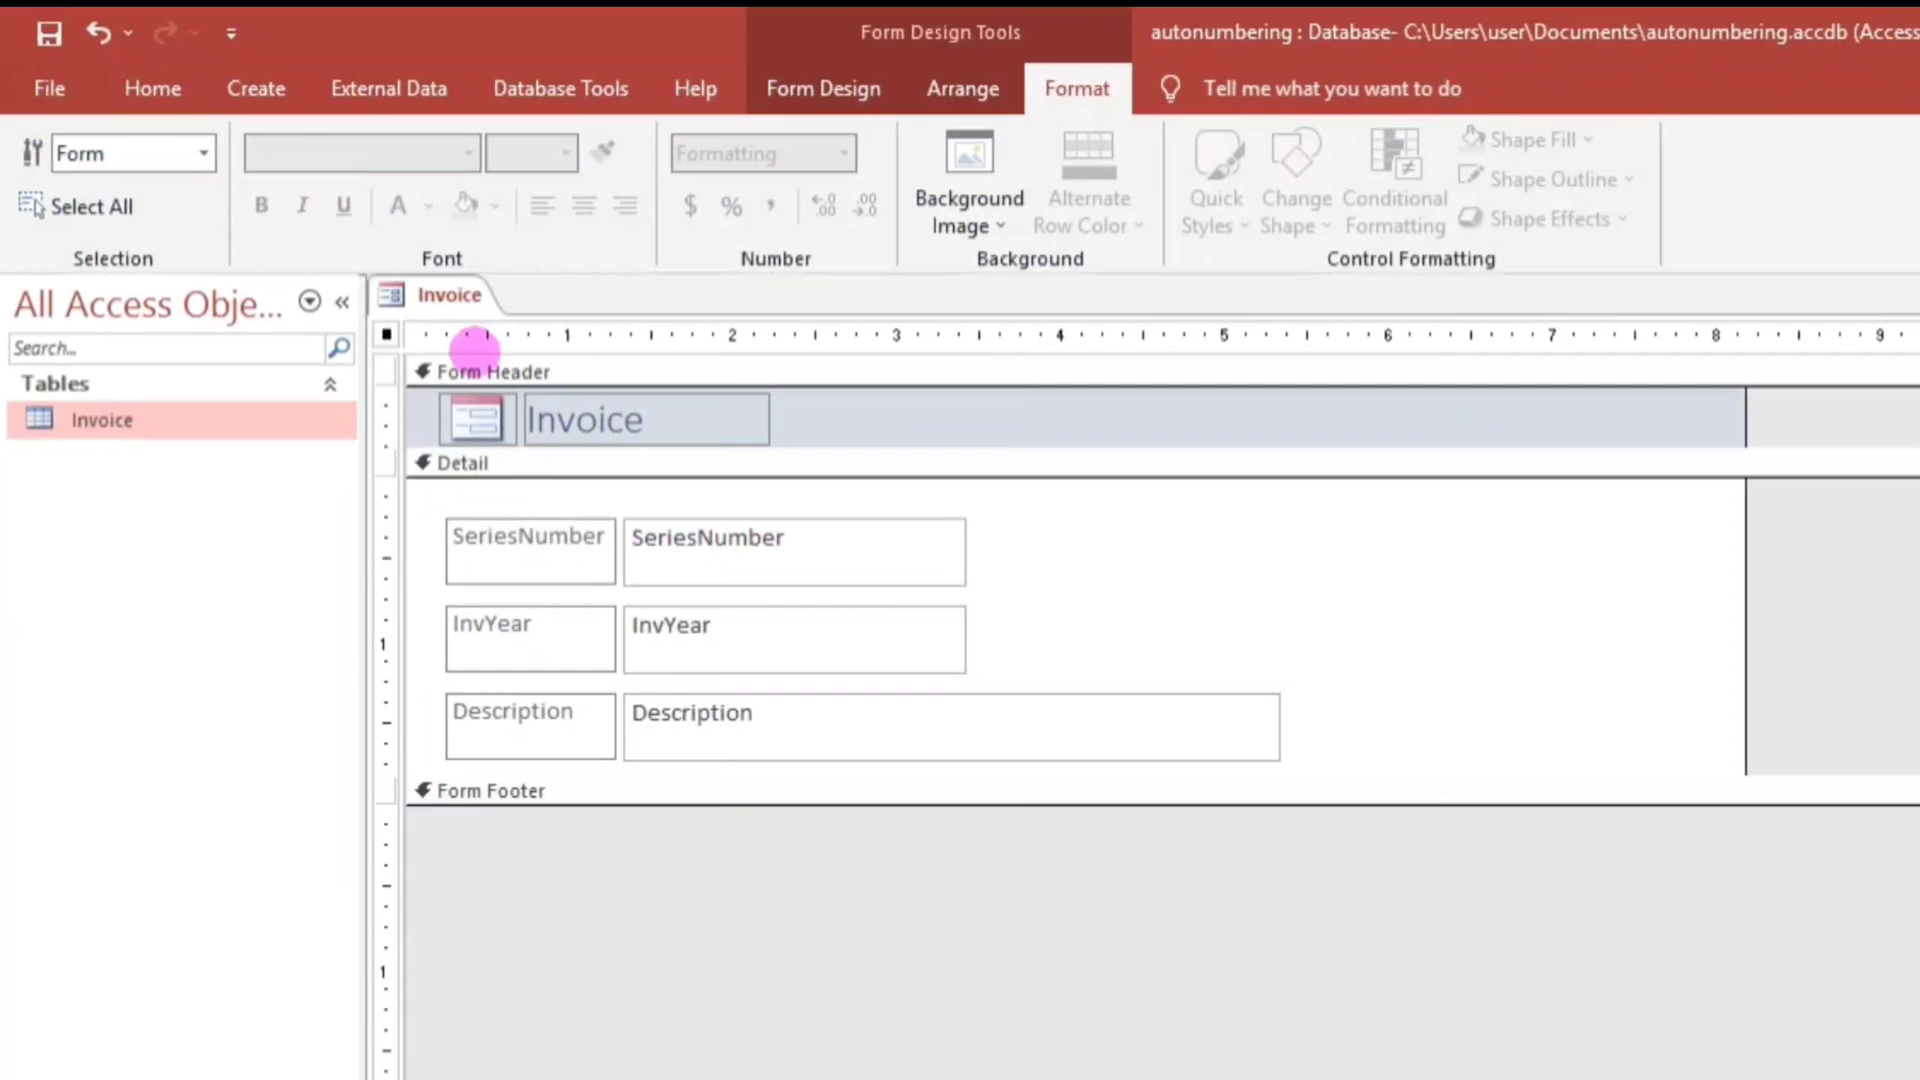 Form Design Tools
autonumbering : Database- C:\Users\user\Documents\autonumbering.accdb (Access
File Home Create External Data Database Tools Help Form Design Arrange Format Tell me what you want to do
Form
Select All
Selection
B I U A
Font
Formatting
$ % , .00 .00
Number
Background Image
Alternate Row Color
Background
Quick Styles
Change Shape
Conditional Formatting
Shape Fill
Shape Outline
Shape Effects
Control Formatting
All Access Obje...
Search...
Tables
Invoice
Invoice
1 2 3 4 5 6 7 8 9
Form Header
Invoice
Detail
SeriesNumber SeriesNumber
InvYear InvYear
1
Description Description
Form Footer
1